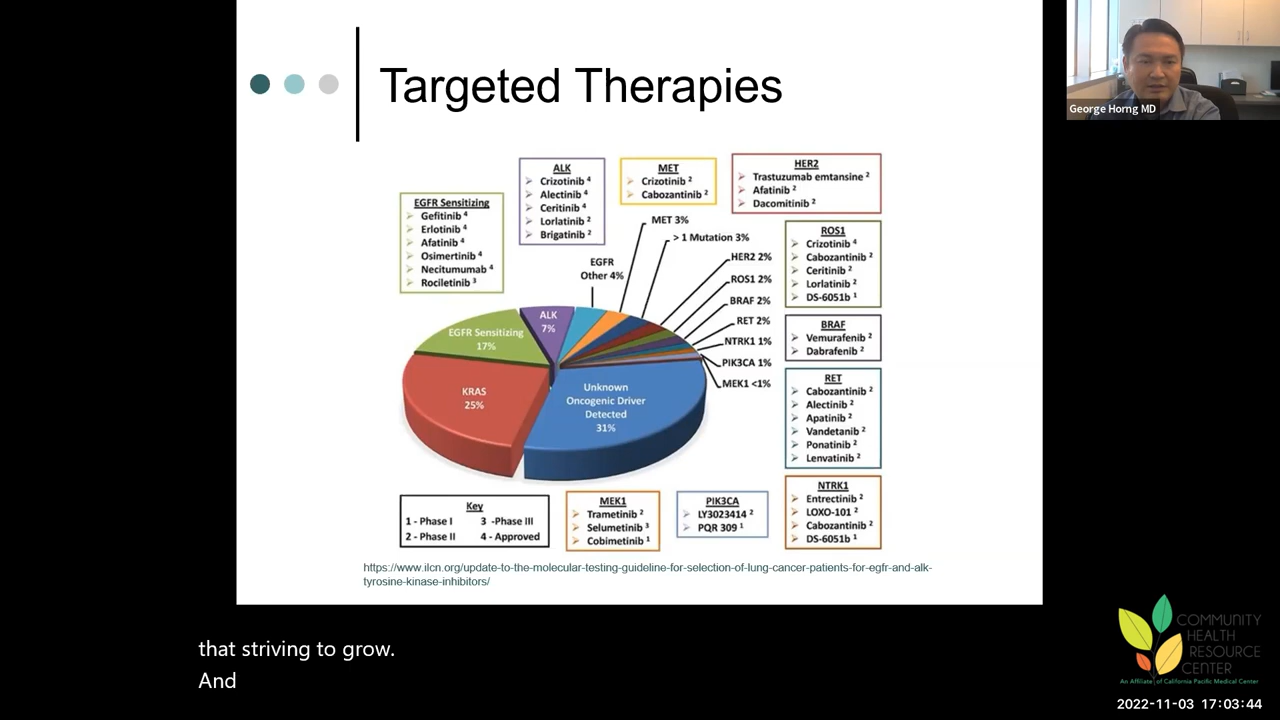 Targeted Therapies
George Horng MD
EGFR Sensitizing
Gefitinib 4
Erlotinib 4
Afatinib 4
Osimertinib 4
Necitumumab 4
Rociletinib 3
ALK
Crizotinib 4
Alectinib 4
Ceritinib 4
Lorlatinib 2
Brigatinib 2
MET
Crizotinib 2
Cabozantinib 2
HER2
Trastuzumab emtansine 2
Afatinib 2
Dacomitinib 2
ROS1
Crizotinib 4
Cabozantinib 2
Ceritinib 2
Lorlatinib 2
DS-6051b 1
BRAF
Vemurafenib 2
Dabrafenib 2
RET
Cabozantinib 2
Alectinib 2
Apatinib 2
Vandetanib 2
Ponatinib 2
Lenvatinib 2
NTRK1
Entrectinib 2
LOXO-101 2
Cabozantinib 2
DS-6051b 1
PIK3CA
LY3023414 2
PQR 309 1
MEK1
Trametinib 2
Selumetinib 3
Cobimetinib 1
Key
1 - Phase I 3 -Phase III
2 - Phase II 4 - Approved
EGFR Sensitizing
17%
ALK
7%
EGFR
Other 4%
MET 3%
> 1 Mutation 3%
HER2 2%
ROS1 2%
BRAF 2%
RET 2%
NTRK1 1%
PIK3CA 1%
MEK1 <1%
Unknown
Oncogenic Driver
Detected
31%
KRAS
25%
https://www.ilcn.org/update-to-the-molecular-testing-guideline-for-selection-of-lung-cancer-patients-for-egfr-and-alk-
tyrosine-kinase-inhibitors/
that striving to grow.
And
COMMUNITY
HEALTH
RESOURCE
CENTER
An Affiliate of California Pacific Medical Center
2022-11-03 17:03:44